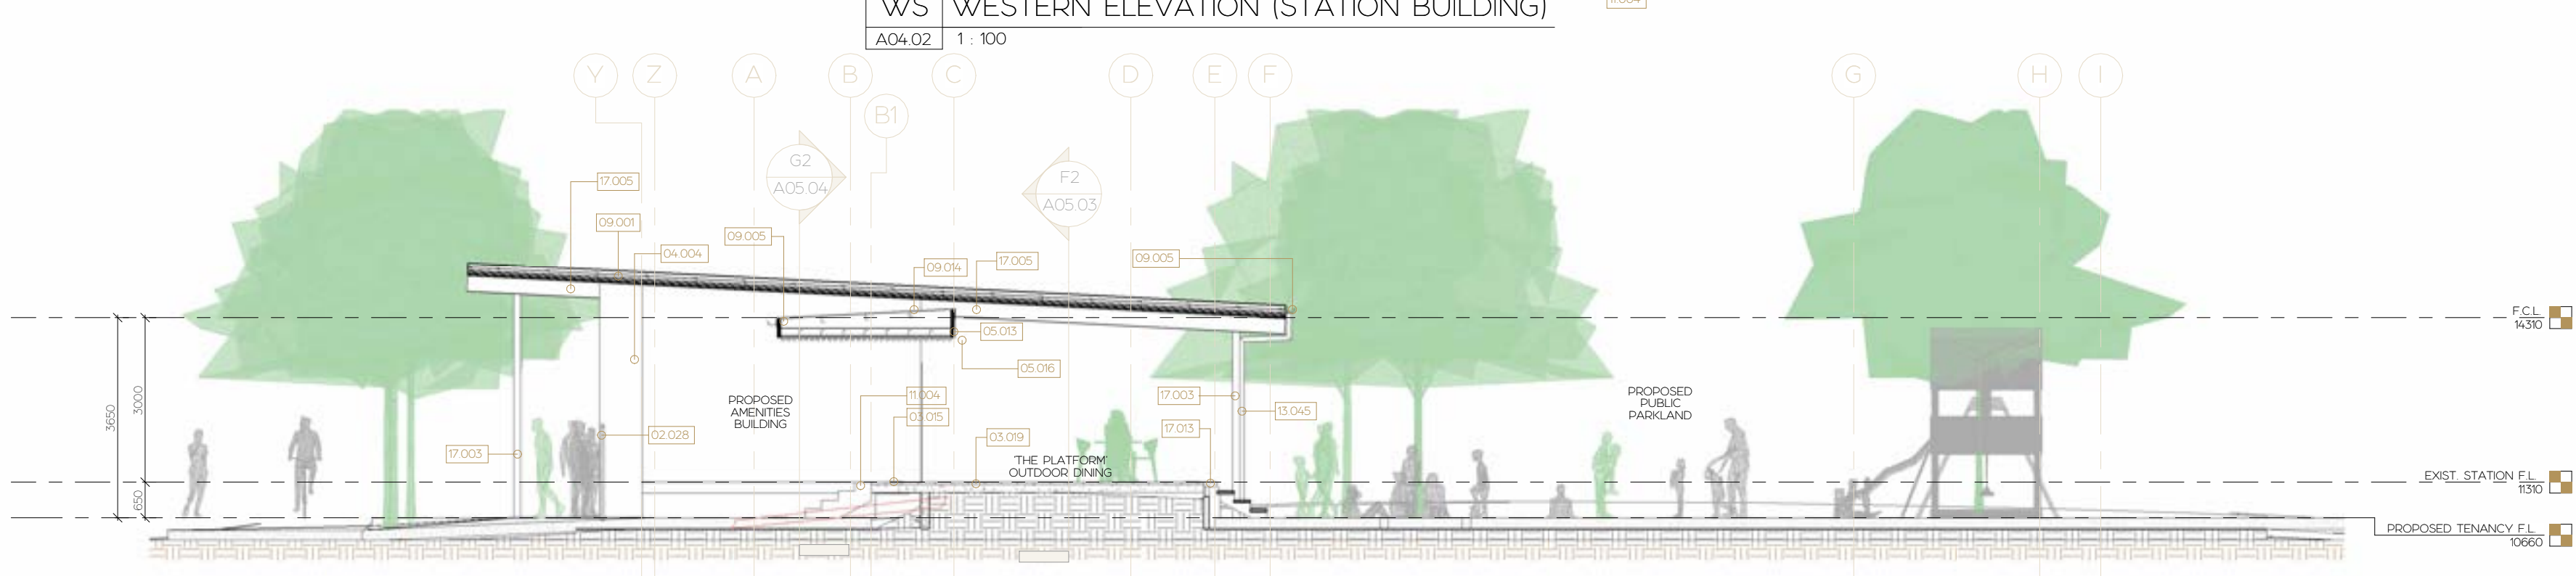 WS WESTERN ELEVATION (STATION BUILDING)
11.004
A04.02 1 : 100
Y Z A B C D E F G H I
B1
G2
A05.04
F2
A05.03
17.005
09.001
09.005
04.004
09.014
17.005
09.005
05.013
05.016
F.C.L.
14310
3650
3000
650
PROPOSED
AMENITIES
BUILDING
11.004
03.015
03.019
02.028
17.003
17.003
13.045
17.013
'THE PLATFORM'
OUTDOOR DINING
PROPOSED
PUBLIC
PARKLAND
EXIST. STATION F.L.
11310
PROPOSED TENANCY F.L.
10660